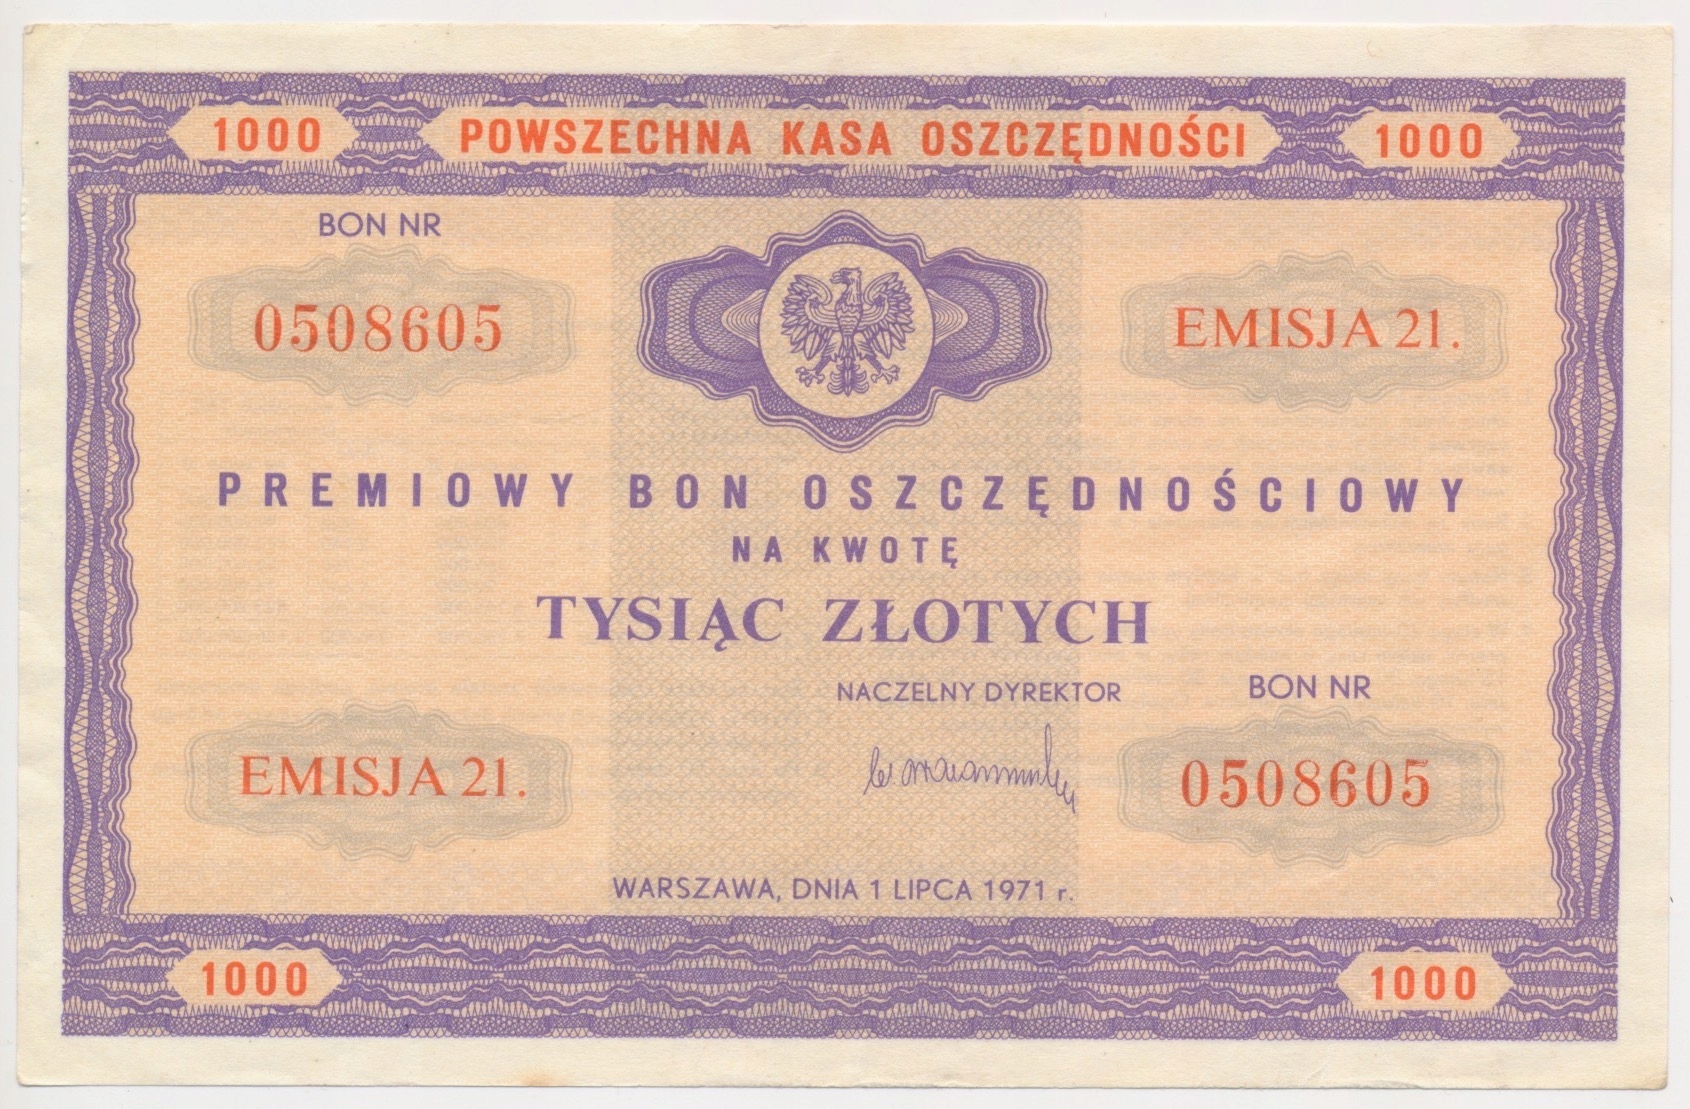 1000 POWSZECHNA KASA OSZCZĘDNOŚCI 1000
BON NR
0508605
EMISJA 21.
PREMIOWY BON OSZCZĘDNOŚCIOWY
NA KWOTĘ
TYSIĄC ZŁOTYCH
NACZELNY DYREKTOR
BON NR
EMISJA 21.
0508605
WARSZAWA, DNIA 1 LIPCA 1971 r.
1000 1000